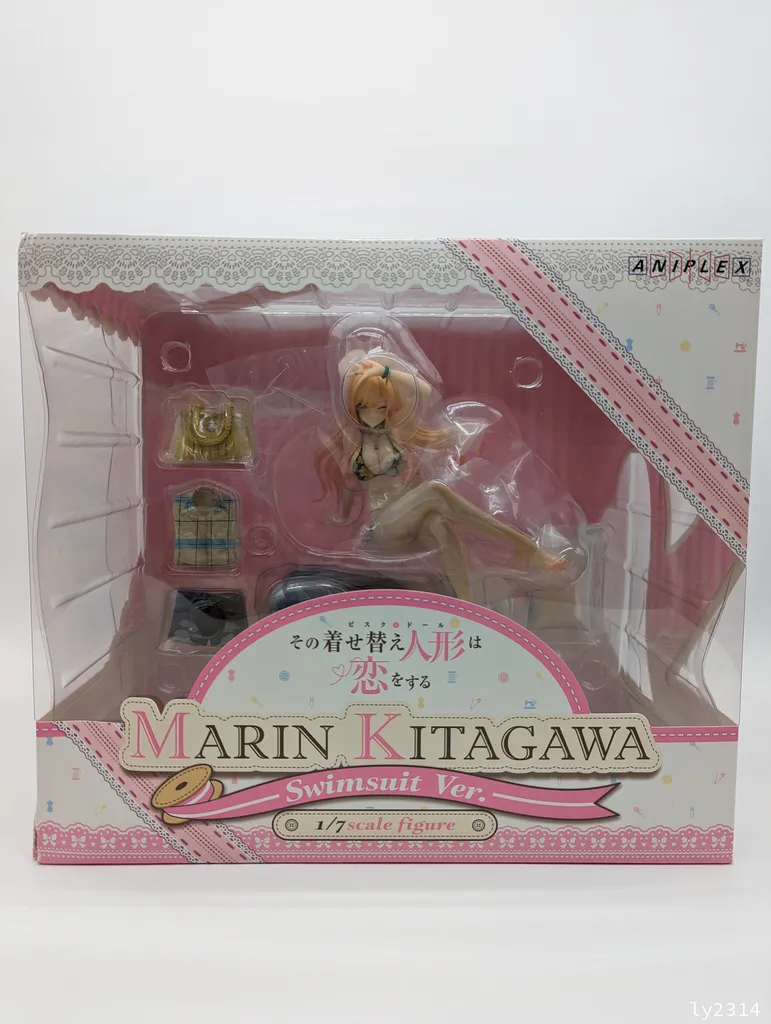 ANIPLEX
ビスク・ドール
その着せ替え人形は
恋をする
MARIN KITAGAWA
Swimsuit Ver.
1/7 scale figure
ly2314